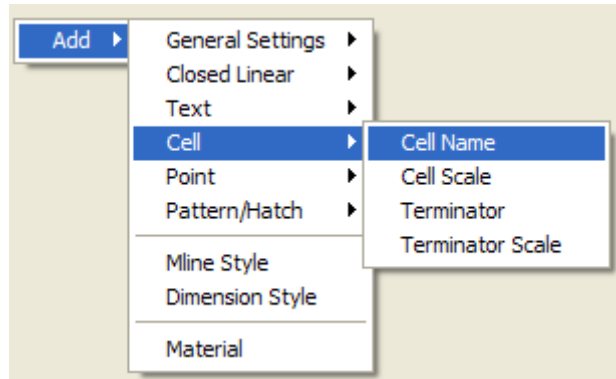 Add
General Settings
Closed Linear
Text
Cell
Point
Pattern/Hatch
Mline Style
Dimension Style
Material
Cell Name
Cell Scale
Terminator
Terminator Scale